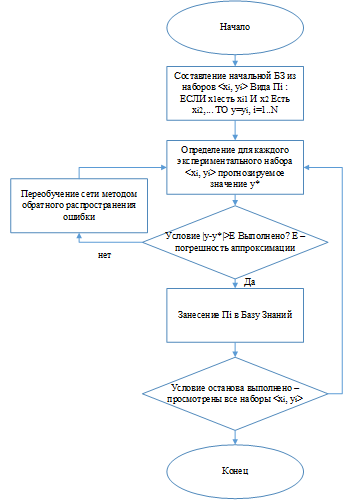 Начало
Составление начальной БЗ из
наборов <xi, yi> Вида Пi :
ЕСЛИ x1есть xi1 И x2 Есть
xi2,... ТО y=yi, i=1..N
Определение для каждого
экспериментального набора
<xi, yi> прогнозируемое
значение y*
Переобучение сети методом
обратного распространения
ошибки
Условие |y-y*|>E Выполнено? E –
погрешность аппроксимации
нет
Да
Занесение Пi в Базу Знаний
Условие останова выполнено –
просмотрены все наборы <xi, yi>
Конец